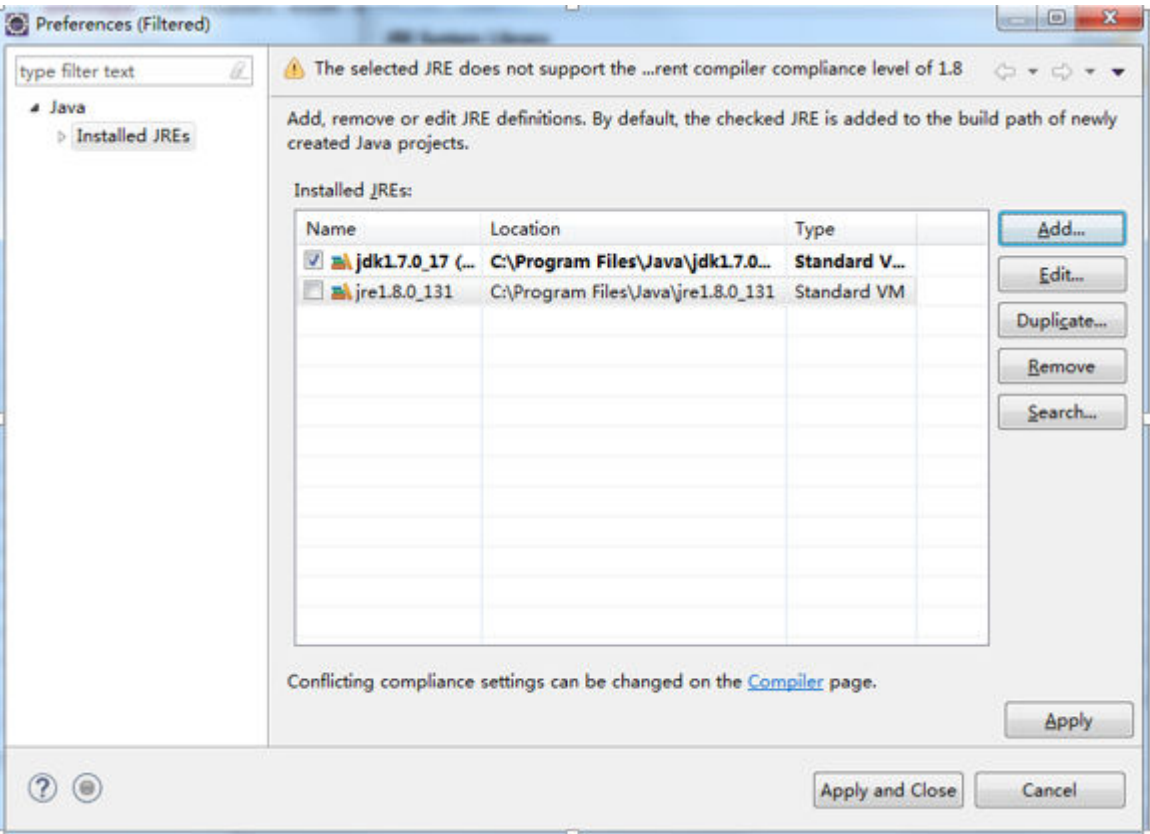 Preferences (Filtered)
type filter text
The selected JRE does not support the ...rent compiler compliance level of 1.8
Java
Installed JREs
Add, remove or edit JRE definitions. By default, the checked JRE is added to the build path of newly
created Java projects.
Installed JREs:
Name Location Type
jdk1.7.0_17 (... C:\Program Files\Java\jdk1.7.0... Standard V...
jre1.8.0_131 C:\Program Files\Java\jre1.8.0_131 Standard VM
Add...
Edit...
Duplicate...
Remove
Search...
Conflicting compliance settings can be changed on the Compiler page.
Apply
Apply and Close Cancel